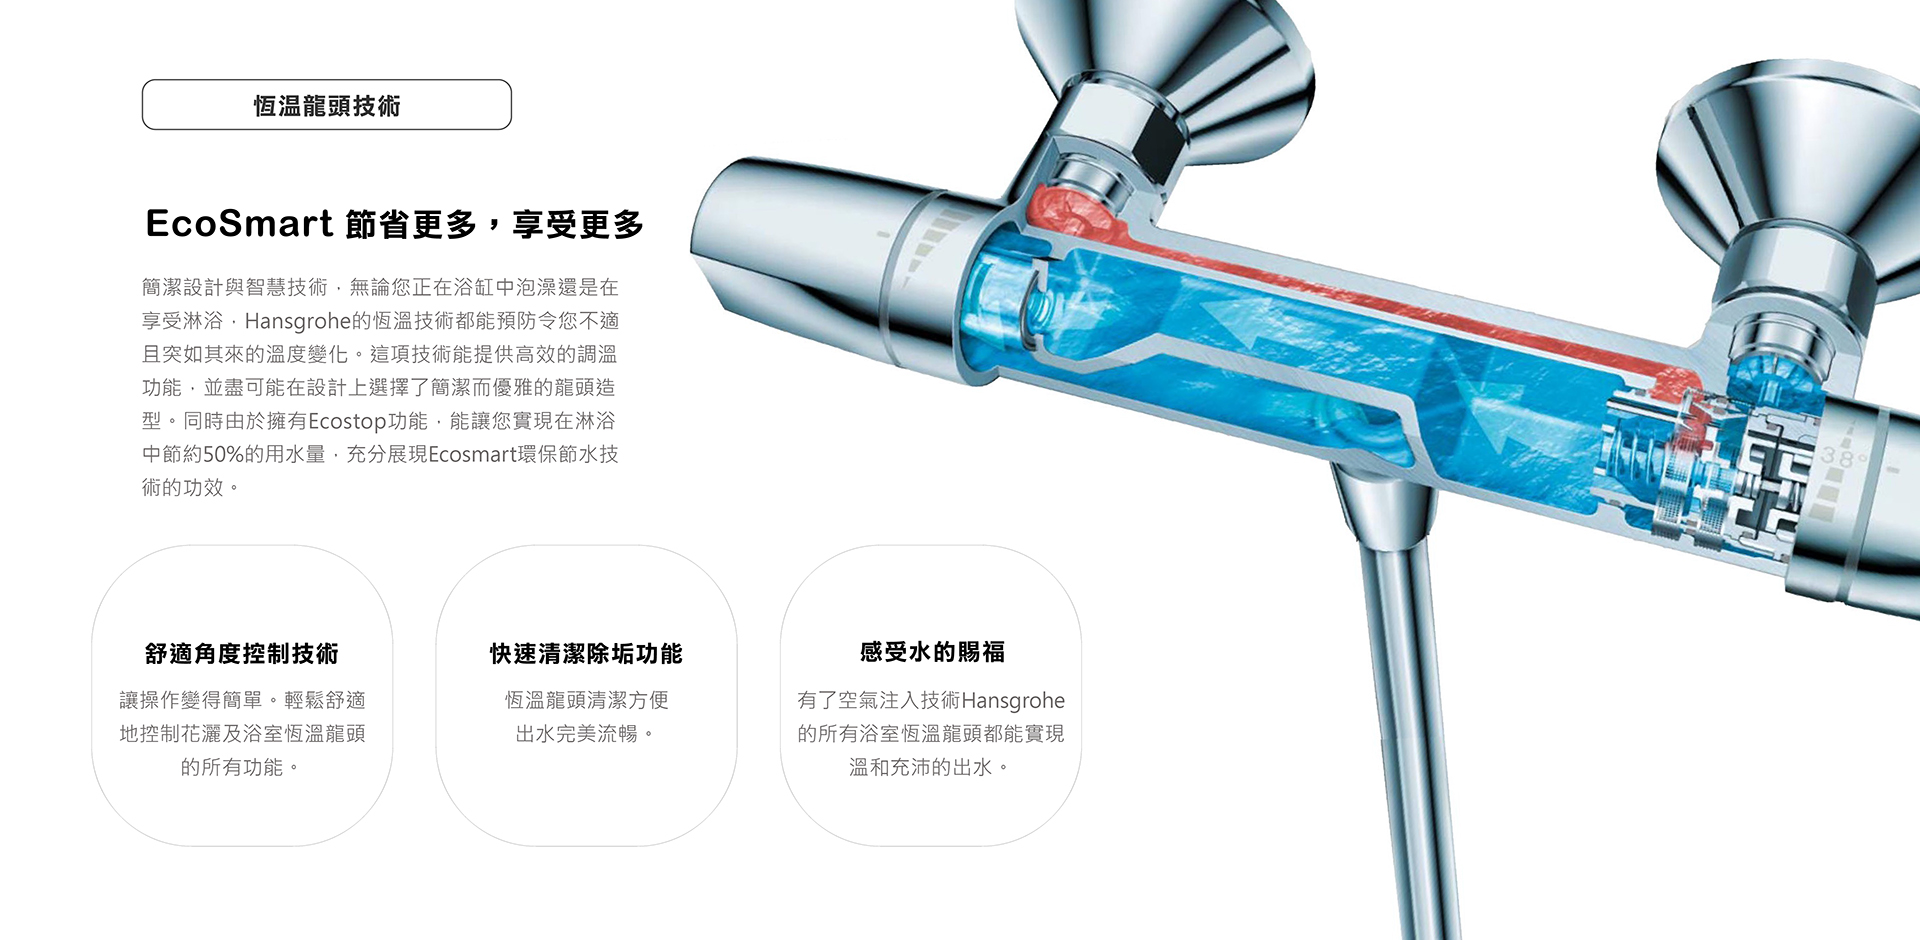 恆温龍頭技術
EcoSmart 節省更多，享受更多
簡潔設計與智慧技術，無論您正在浴缸中泡澡還是在
享受淋浴，Hansgrohe的恆溫技術都能預防令您不適
且突如其來的溫度變化。這項技術能提供高效的調溫
功能，並盡可能在設計上選擇了簡潔而優雅的龍頭造
型。同時由於擁有Ecostop功能，能讓您實現在淋浴
中節約50%的用水量，充分展現Ecosmart環保節水技
術的功效。
舒適角度控制技術
讓操作變得簡單。輕鬆舒適
地控制花灑及浴室恆溫龍頭
的所有功能。
快速清潔除垢功能
恆溫龍頭清潔方便
出水完美流暢。
感受水的賜福
有了空氣注入技術Hansgrohe
的所有浴室恆溫龍頭都能實現
溫和充沛的出水。
38°